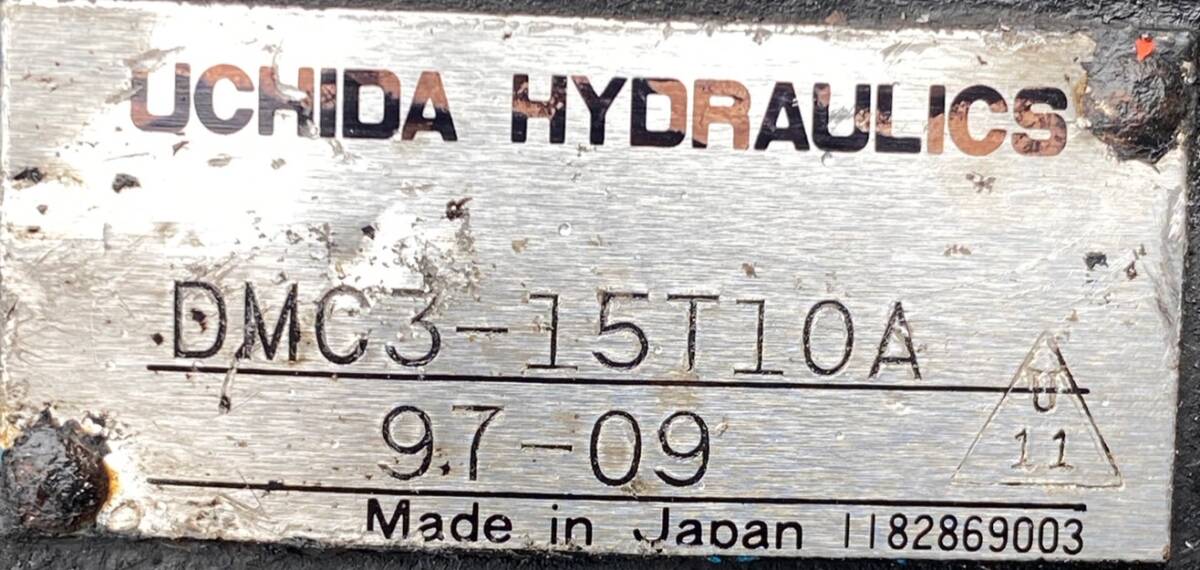 UCHIDA HYDRAULICS
DMC3-15T10A
U
11
97-09
Made in Japan 1182869003